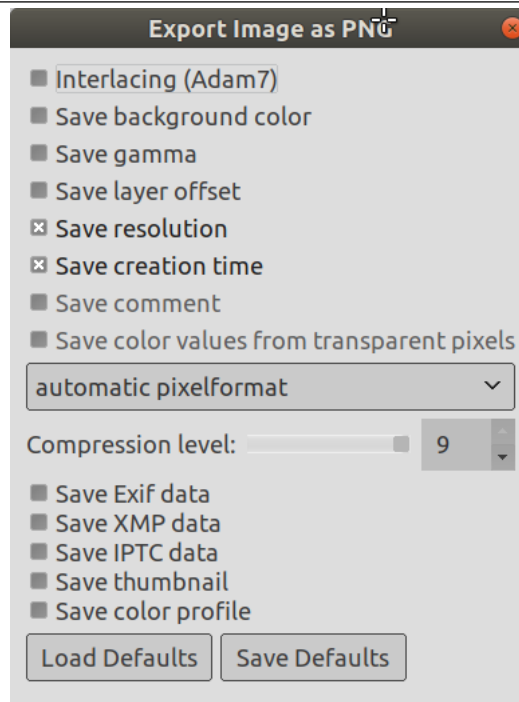 Export Image as PNG
Interlacing (Adam7)
Save background color
Save gamma
Save layer offset
Save resolution
Save creation time
Save comment
Save color values from transparent pixels
automatic pixelformat
Compression level: 9
Save Exif data
Save XMP data
Save IPTC data
Save thumbnail
Save color profile
Load Defaults Save Defaults